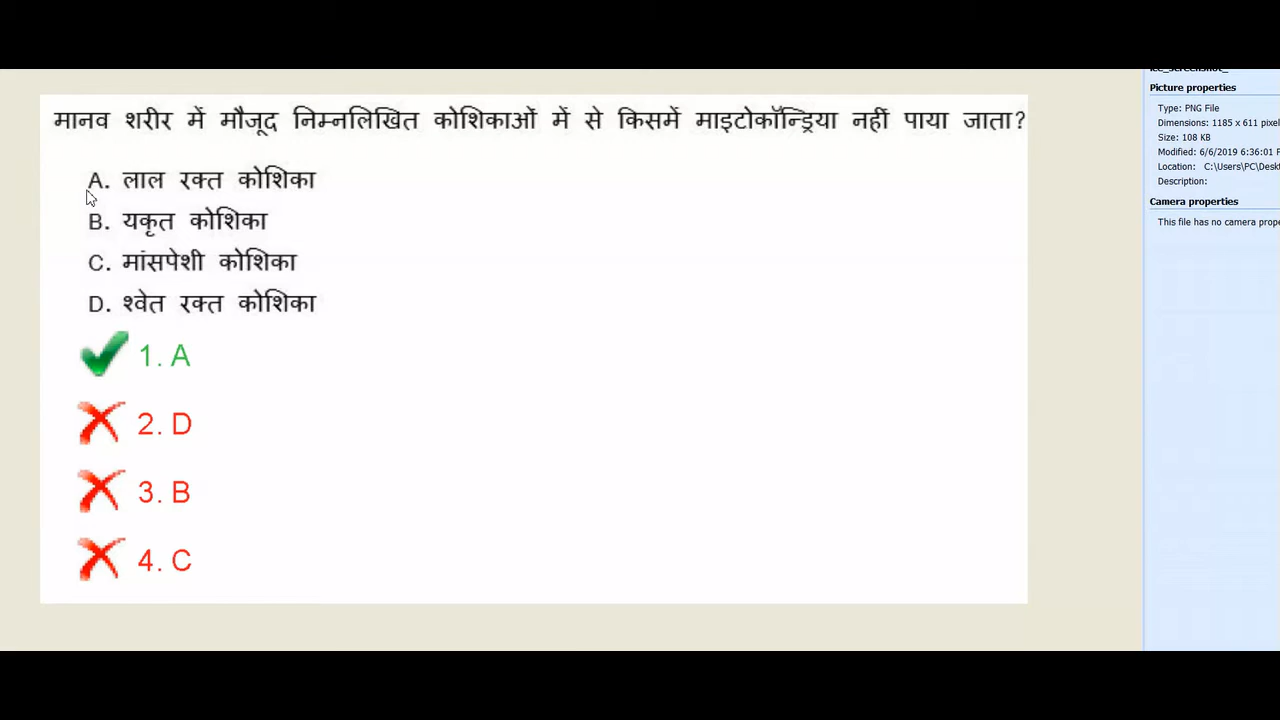 मानव शरीर में मौजूद निम्नलिखित कोशिकाओं में से किसमें माइटोकॉन्ड्रिया नहीं पाया जाता?
A. लाल रक्त कोशिका
B. यकृत कोशिका
C. मांसपेशी कोशिका
D. श्वेत रक्त कोशिका
1. A
2. D
3. B
4. C
Picture properties
Type: PNG File
Dimensions: 1185 x 611 pixel
Size: 108 KB
Modified: 6/6/2019 6:36:01 P
Location: C:\Users\PC\Deskt
Description:
Camera properties
This file has no camera prope